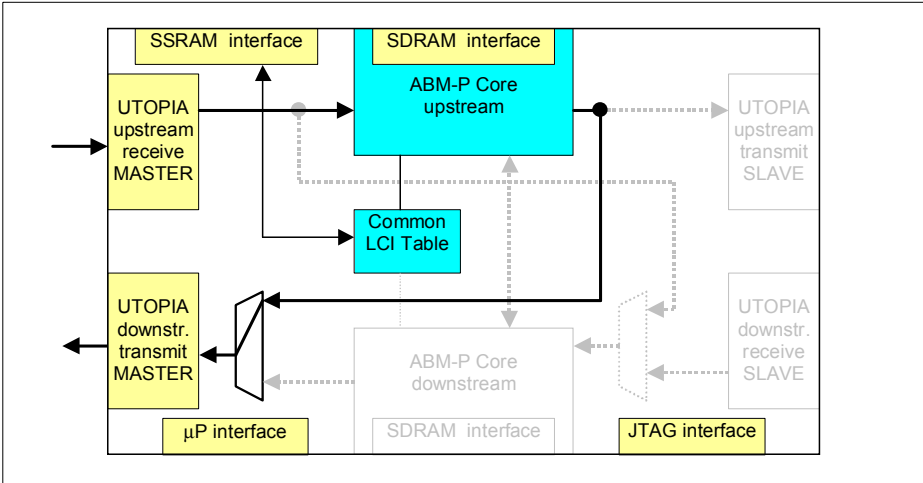 SSRAM interface
SDRAM interface
ABM-P Core
upstream
UTOPIA
upstream
receive
MASTER
UTOPIA
upstream
transmit
SLAVE
Common
LCI Table
UTOPIA
downstr.
transmit
MASTER
ABM-P Core
downstream
UTOPIA
downstr.
receive
SLAVE
µP interface
SDRAM interface
JTAG interface